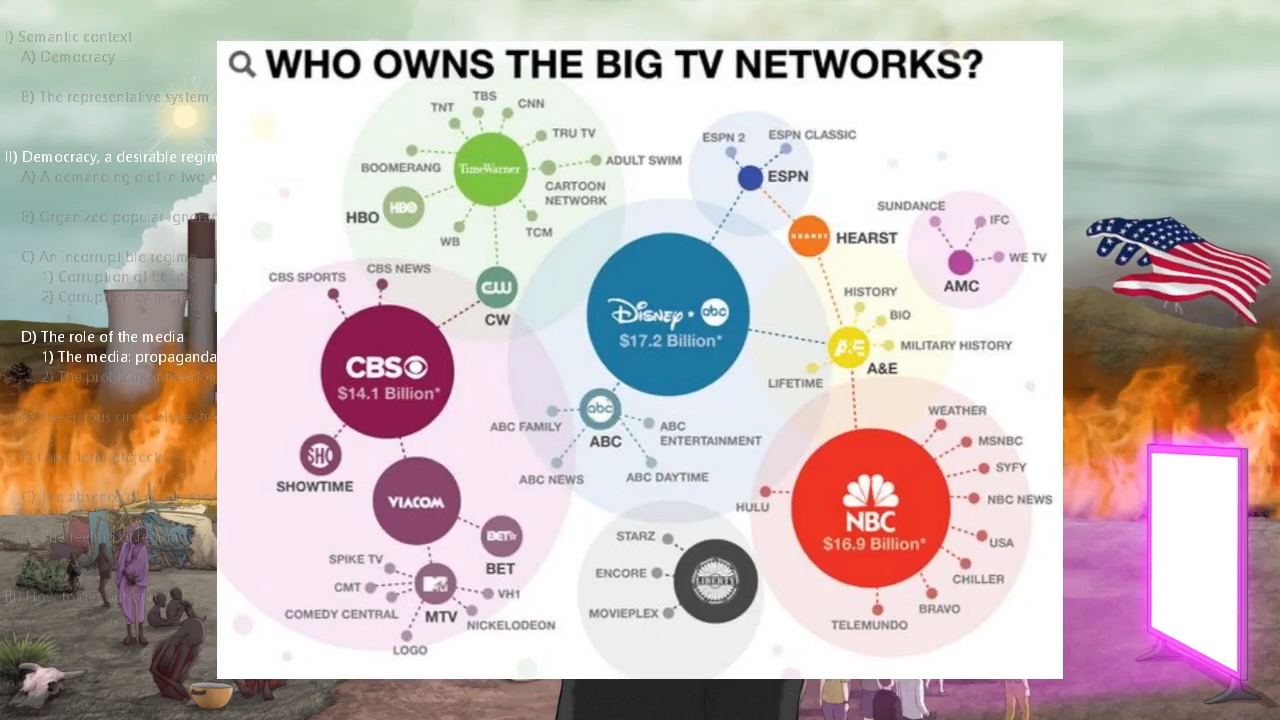 I) Semantic context
A) Democracy
B) The representative system
II) Democracy, a desirable regim
A) A demanding diet in two
B) Organized popular
C) An incorruptible regime
1) Corruption
2) Corruption by
D) The role of the media
1) The media: propaganda
2) The problem of
WHO OWNS THE BIG TV NETWORKS?
TNT
TBS
CNN
TRU TV
BOOMERANG
TimeWarner
ADULT SWIM
CARTOON
NETWORK
HBO
HBO
WB
TCM
CW
CW
ESPN 2
ESPN CLASSIC
ESPN
HEARST
HEARST
SUNDANCE
IFC
WE TV
AMC
CBS SPORTS
CBS NEWS
CBS
$14.1 Billion*
SHO
SHOWTIME
VIACOM
BET
BET
SPIKE TV
CMT
COMEDY CENTRAL
MTV
VH1
NICKELODEON
LOGO
Disney • abc
$17.2 Billion*
abc
ABC
ABC FAMILY
ABC
ENTERTAINMENT
ABC NEWS
ABC DAYTIME
HISTORY
BIO
MILITARY HISTORY
A&E
A&E
LIFETIME
STARZ
ENCORE
MOVIEPLEX
LIBERTY
WEATHER
MSNBC
SYFY
NBC NEWS
USA
CHILLER
BRAVO
TELEMUNDO
HULU
NBC
$16.9 Billion*